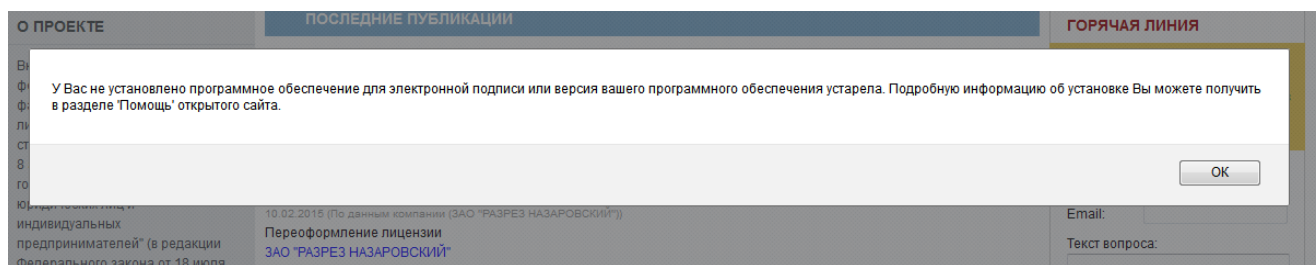 О ПРОЕКТЕ
ПОСЛЕДНИЕ ПУБЛИКАЦИИ
ГОРЯЧАЯ ЛИНИЯ
У Вас не установлено программное обеспечение для электронной подписи или версия вашего программного обеспечения устарела. Подробную информацию об установке Вы можете получить
в разделе 'Помощь' открытого сайта.
OK
8
индивидуальных
предпринимателей" (в редакции
Федерального закона от 18 июля
10.02.2015 (По данным компании (ЗАО "РАЗРЕЗ НАЗАРОВСКИЙ"))
Переоформление лицензии
ЗАО "РАЗРЕЗ НАЗАРОВСКИЙ"
Email:
Текст вопроса: